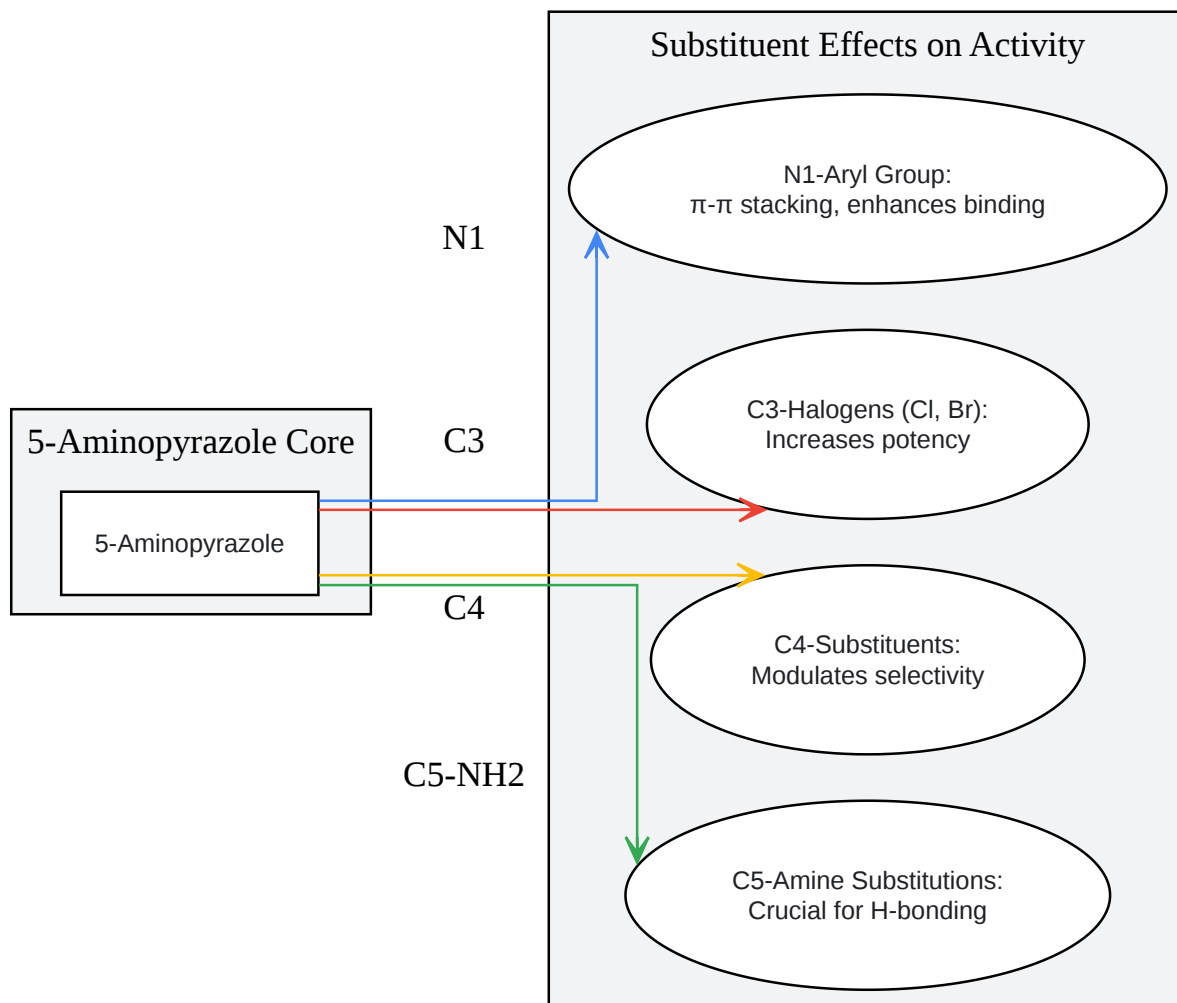 Substituent Effects on Activity
N1-Aryl Group:
π-π stacking, enhances binding
N1
C3-Halogens (Cl, Br):
Increases potency
C3
5-Aminopyrazole Core
5-Aminopyrazole
C4
C4-Substituents:
Modulates selectivity
C5-NH2
C5-Amine Substitutions:
Crucial for H-bonding